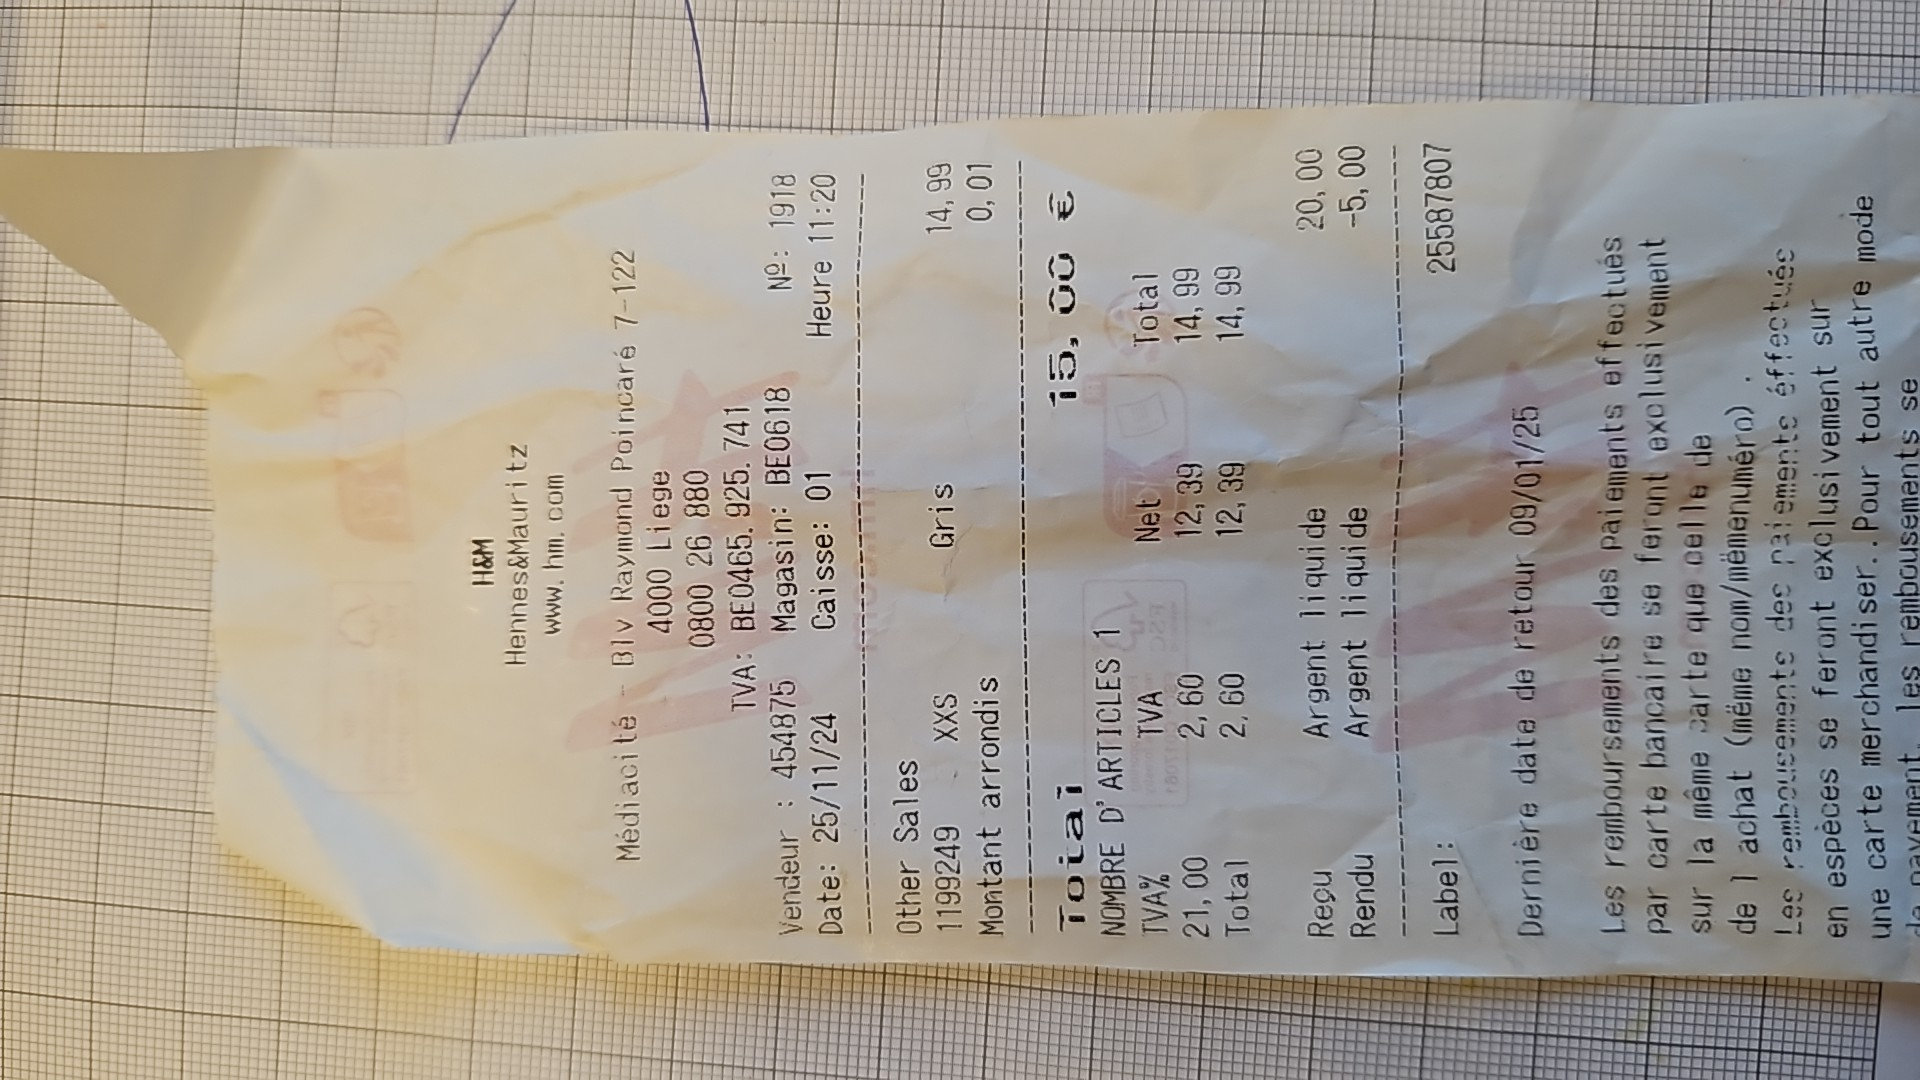 H&M
Hennes&Mauritz
www.hm.com
Médiacité - Blv Raymond Poincaré 7-122
4000 Liege
0800 26 880
TVA: BE0465.925.741
Vendeur : 454875 Magasin: BE0618 Nº: 1918
Date: 25/11/24 Caisse: 01 Heure 11:20
Other Sales
1199249 XXS Gris 14,99
Montant arrondis 0,01
Total 15,00 €
NOMBRE D'ARTICLES 1
TVA% TVA Net Total
21,00 2,60 12,39 14,99
Total 2,60 12,39 14,99
Reçu Argent liquide 20,00
Rendu Argent liquide -5,00
Label: 25587807
Dernière date de retour 09/01/25
Les remboursements des paiements effectués
par carte bancaire se feront exclusivement
sur la même carte que celle de
de l achat (même nom/mêmenuméro).
Les remboursements des paiements éffectués
en espèces se feront exclusivement sur
une carte merchandiser.Pour tout autre mode
de payement, les remboursements se